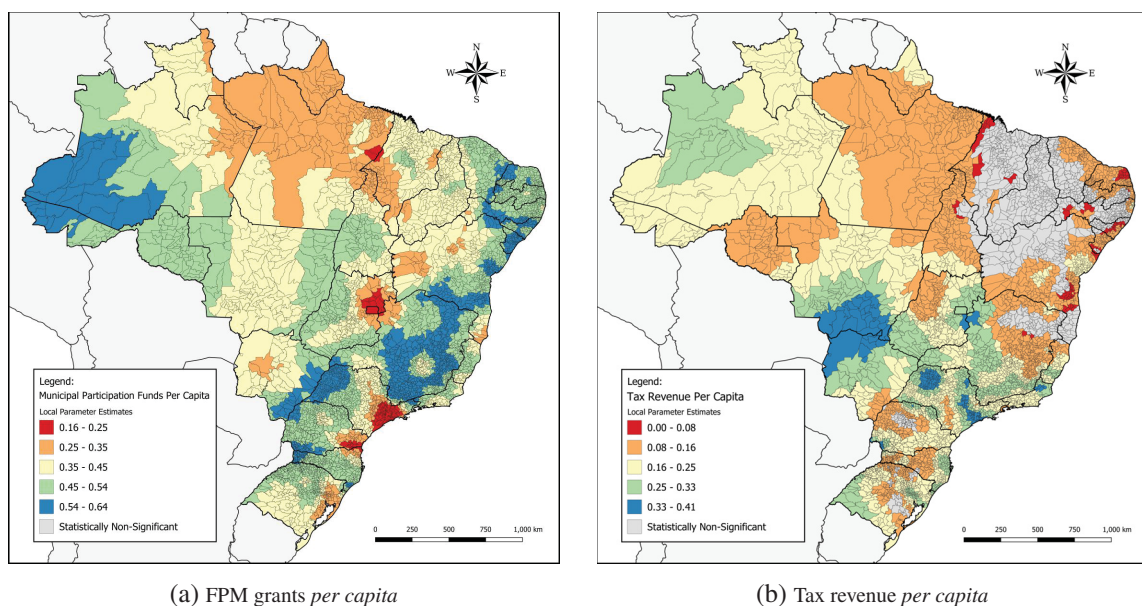 N
W E
S
Legend:
Municipal Participation Funds Per Capita
Local Parameter Estimates
0.16 - 0.25
0.25 - 0.35
0.35 - 0.45
0.45 - 0.54
0.54 - 0.64
Statistically Non-Significant
0 250 500 1,000 km
(a) FPM grants per capita
N
W E
S
Legend:
Tax Revenue Per Capita
Local Parameter Estimates
0.00 - 0.08
0.08 - 0.16
0.16 - 0.25
0.25 - 0.33
0.33 - 0.41
Statistically Non-Significant
0 250 500 1,000 km
(b) Tax revenue per capita